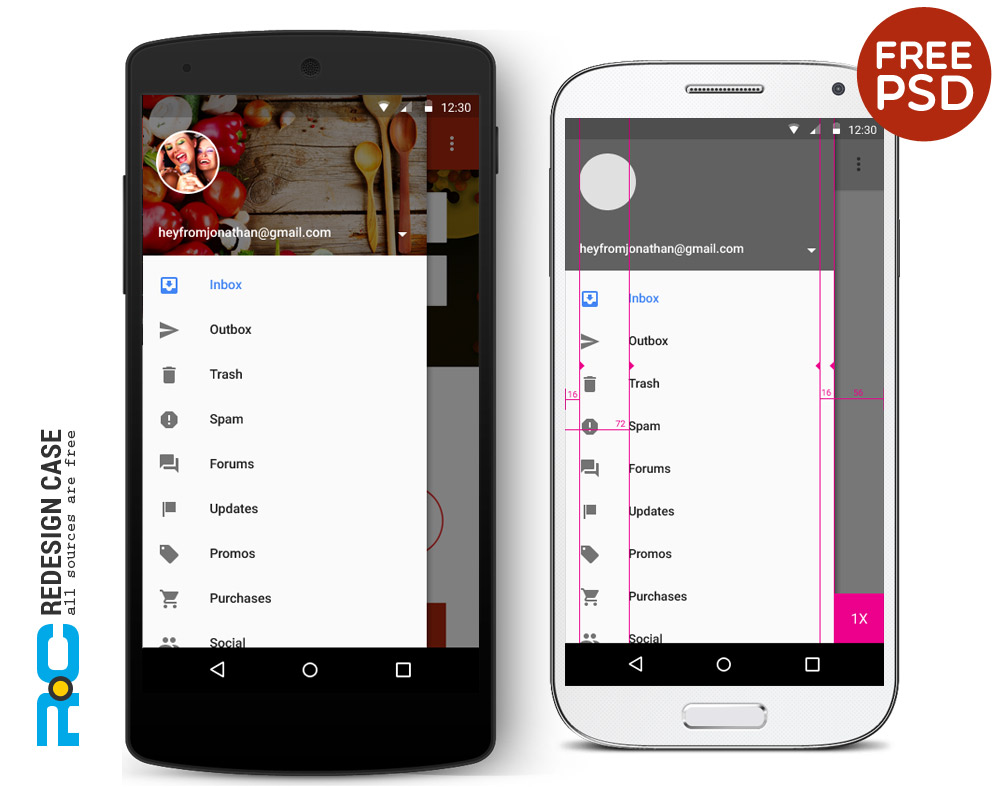 FREE
PSD
12:30
heyfromjonathan@gmail.com
Inbox
Outbox
Trash
Spam
Forums
Updates
Promos
Purchases
Social
12:30
heyfromjonathan@gmail.com
Inbox
Outbox
Trash
16
16
56
72
Spam
Forums
Updates
Promos
Purchases
1X
Social
REDESIGN CASE
all sources are free
RC